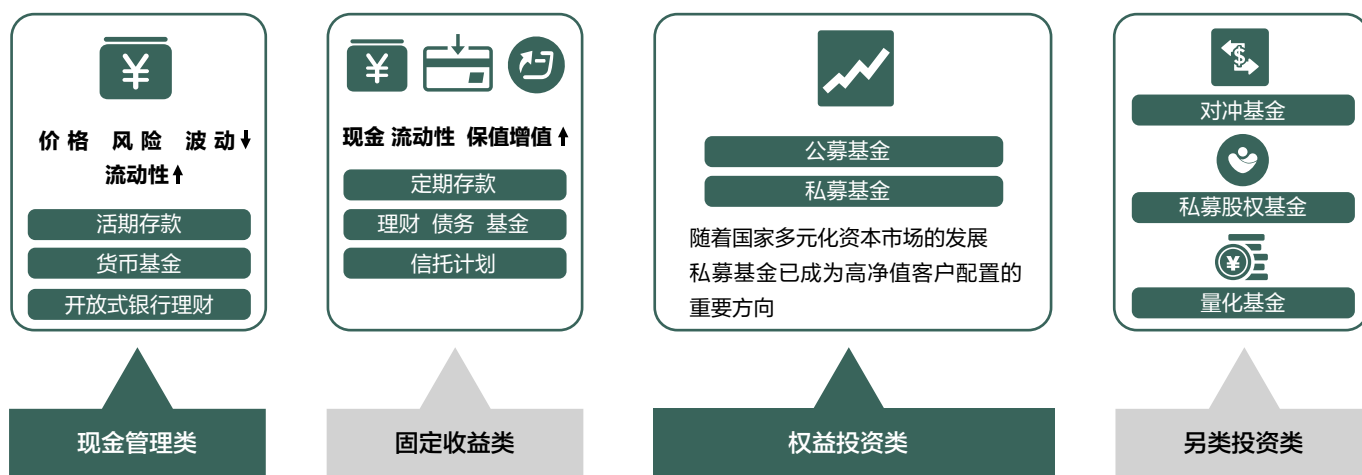 ¥
价格 风险 波动↓
流动性↑
活期存款
货币基金
开放式银行理财
现金管理类
¥
现金 流动性 保值增值↑
定期存款
理财 债务 基金
信托计划
固定收益类
公募基金
私募基金
随着国家多元化资本市场的发展
私募基金已成为高净值客户配置的
重要方向
权益投资类
$
对冲基金
私募股权基金
¥
量化基金
另类投资类